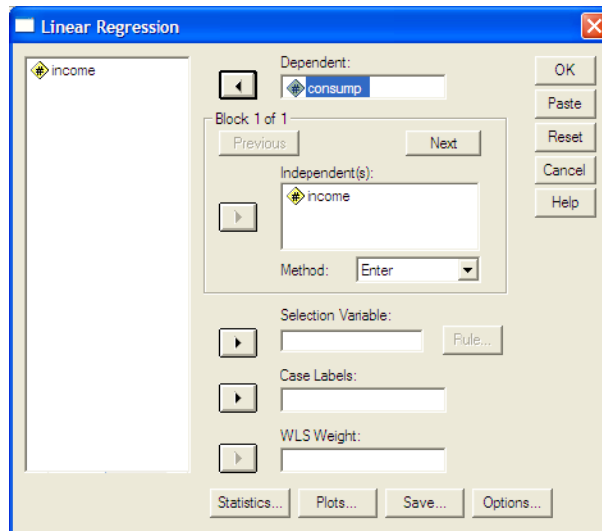 Linear Regression
income
Dependent:
consump
Block 1 of 1
Previous
Next
Independent(s):
income
Method:
Enter
Selection Variable:
Rule...
Case Labels:
WLS Weight:
Statistics...
Plots...
Save...
Options...
OK
Paste
Reset
Cancel
Help